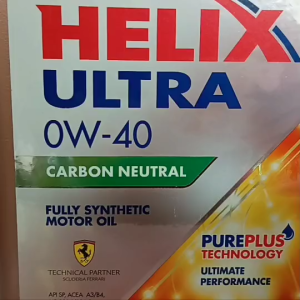 HELIX
ULTRA
0W-40
CARBON NEUTRAL
FULLY SYNTHETIC
MOTOR OIL
PUREPLUS
TECHNOLOGY
ULTIMATE
PERFORMANCE
TECHNICAL PARTNER
SCUDERIA FERRARI
API SP, ACEA A3/B4,